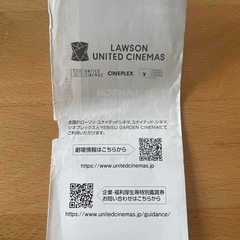 LAWSON
UNITED CINEMAS
UNITED CINEMAS
CINEPLEX
全国のローソン・ユナイテッドシネマ、ユナイテッド・シネマ、
シネプレックスとYEBISU GARDEN CINEMAにて
ご利用いただけます。
劇場情報はこちらから
https://www.unitedcinemas.jp
企業・福利厚生等特別鑑賞券
お問い合わせはこちらから
https://www.unitedcinemas.jp/guidance/